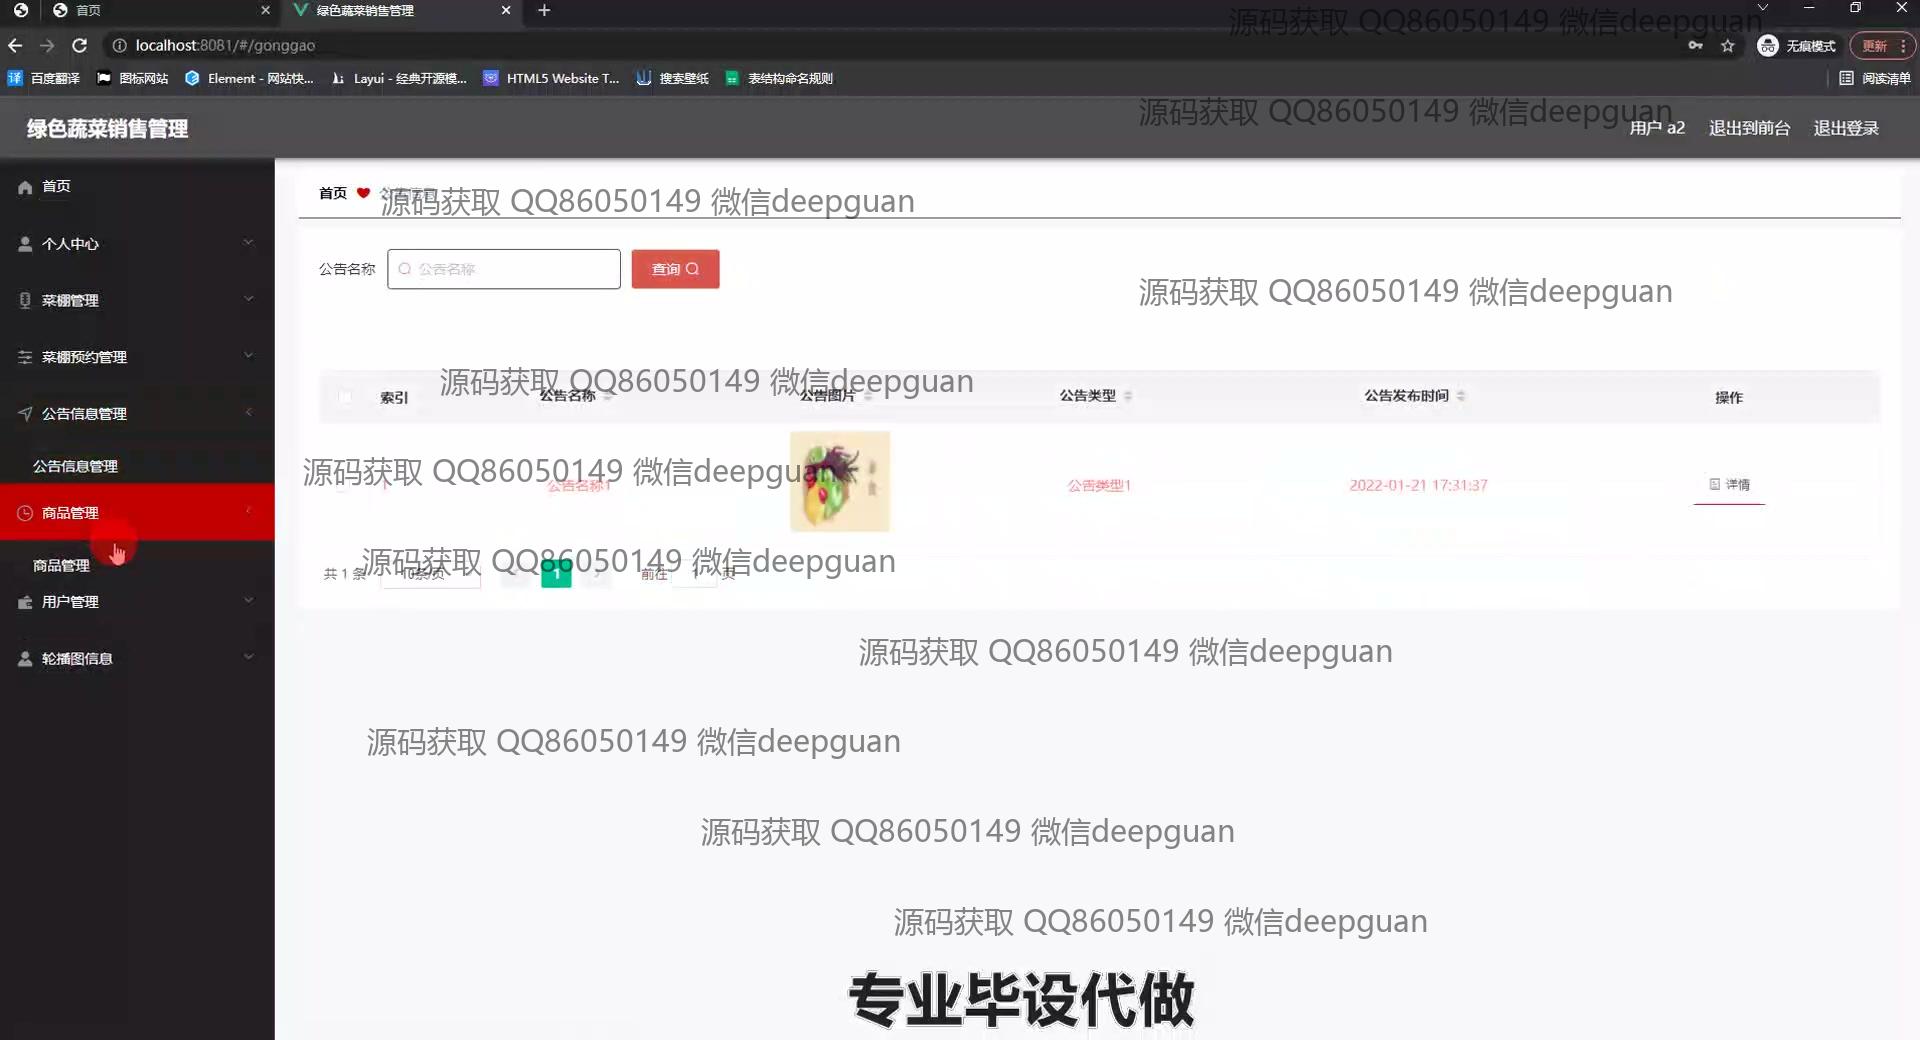 首页
绿色蔬菜销售管理
localhost:8081/#/gonggao
无痕模式
更新
百度翻译
图标网站
Element - 网站快...
Layui - 经典开源模...
HTML5 Website T...
搜索壁纸
表结构命名规则
阅读清单
源码获取 QQ86050149 微信deepguan
源码获取 QQ86050149 微信deepguan
绿色蔬菜销售管理
用户 a2
退出到前台
退出登录
首页
个人中心
菜棚管理
菜棚预约管理
公告信息管理
公告信息管理
商品管理
商品管理
用户管理
轮播图信息
首页
公告信息
源码获取 QQ86050149 微信deepguan
公告名称
公告名称
查询
源码获取 QQ86050149 微信deepguan
源码获取 QQ86050149 微信deepguan
索引
公告名称
公告图片
公告类型
公告发布时间
操作
源码获取 QQ86050149 微信deepguan
1
公告名称1
公告类型1
2022-01-21 17:31:37
详情
源码获取 QQ86050149 微信deepguan
共 1 条
10条/页
1
前往
1
页
源码获取 QQ86050149 微信deepguan
源码获取 QQ86050149 微信deepguan
源码获取 QQ86050149 微信deepguan
源码获取 QQ86050149 微信deepguan
专业毕设代做